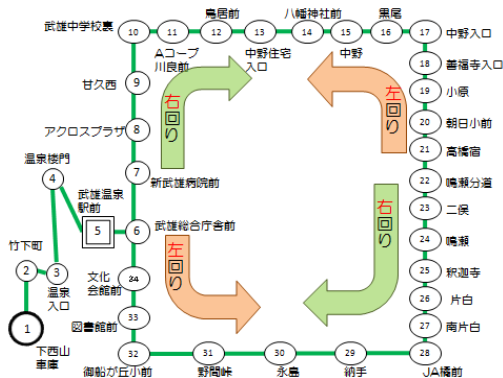 武雄中学校裏
10
11
Aコープ
川良前
鳥居前
12
13
中野住宅
入口
八幡神社前
14
15
中野
黒尾
16
17
中野入口
18
善福寺入口
19
小原
20
朝日小前
21
高橋宿
22
鳴瀬分道
23
二俣
24
鳴瀬
25
釈迦寺
26
片白
27
南片白
28
JA橋前
29
納手
30
永島
31
野間峠
32
御船が丘小前
33
図書館前
34
文化
会館前
6
武雄総合庁舎前
7
新武雄病院前
8
アクロスプラザ
9
甘久西
5
武雄温泉
駅前
4
温泉楼門
3
温泉
入口
2
竹下町
1
下西山
車庫
右回り
左回り
左回り
右回り